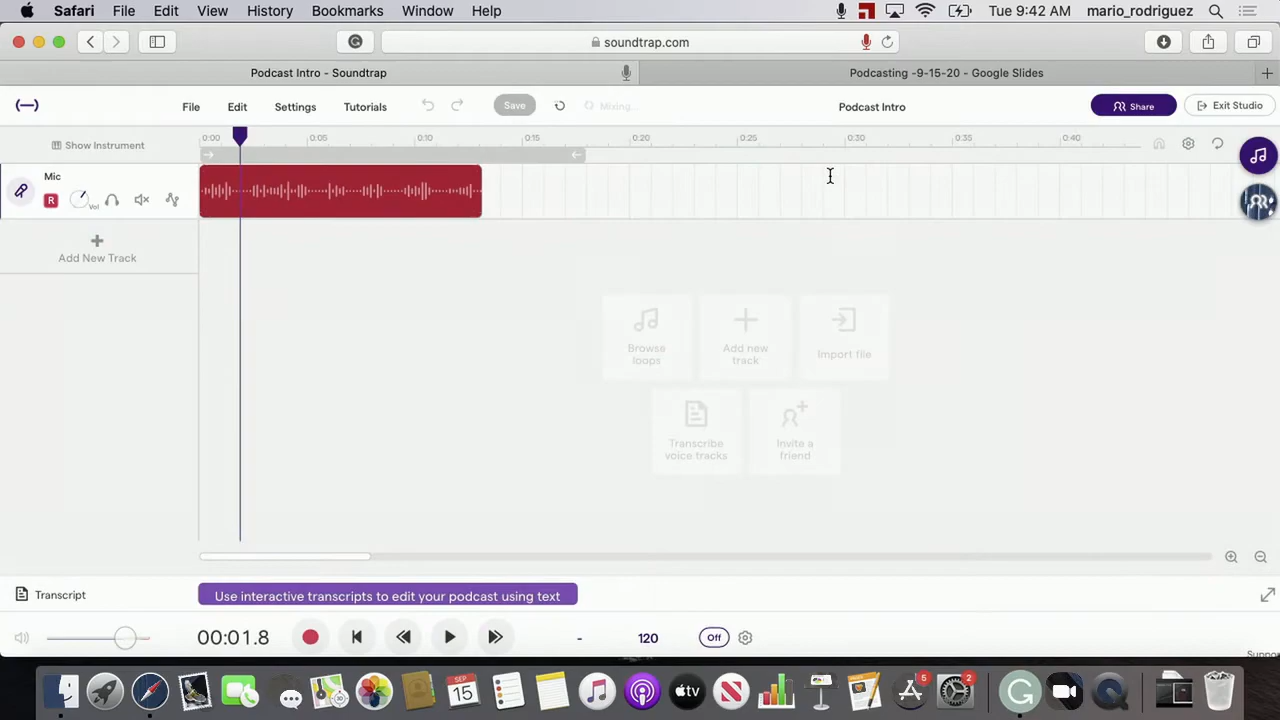 Safari File Edit View History Bookmarks Window Help Tue 9:42 AM mario_rodriguez
soundtrap.com
Podcast Intro - Soundtrap Podcasting -9-15-20 - Google Slides
File Edit Settings Tutorials Save Mixing... Podcast Intro Share Exit Studio
Show Instrument 0:00 0:05 0:10 0:15 0:20 0:25 0:30 0:35 0:40
Mic
R Vol
Add New Track
Browse loops
Add new track
Import file
Transcribe voice tracks
Invite a friend
Transcript Use interactive transcripts to edit your podcast using text
00:01.8 - 120 Off
SEP
15
5
2